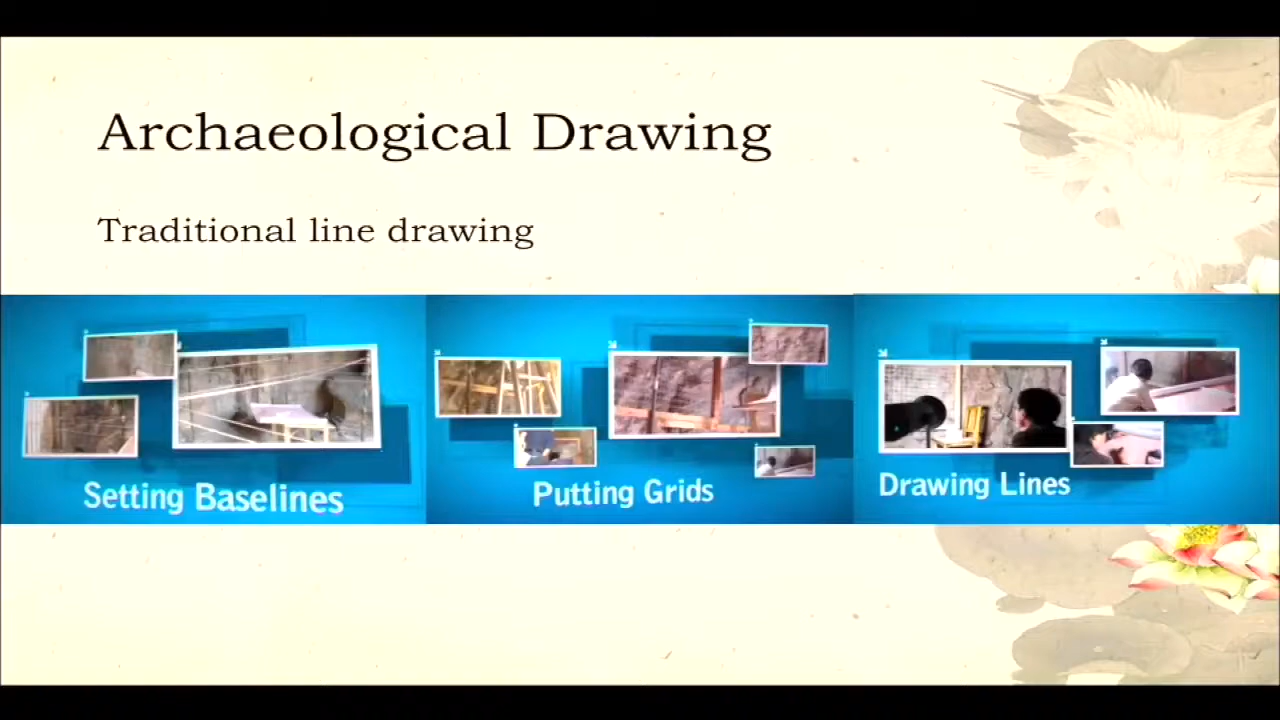 Archaeological Drawing
Traditional line drawing
Setting Baselines
Putting Grids
Drawing Lines